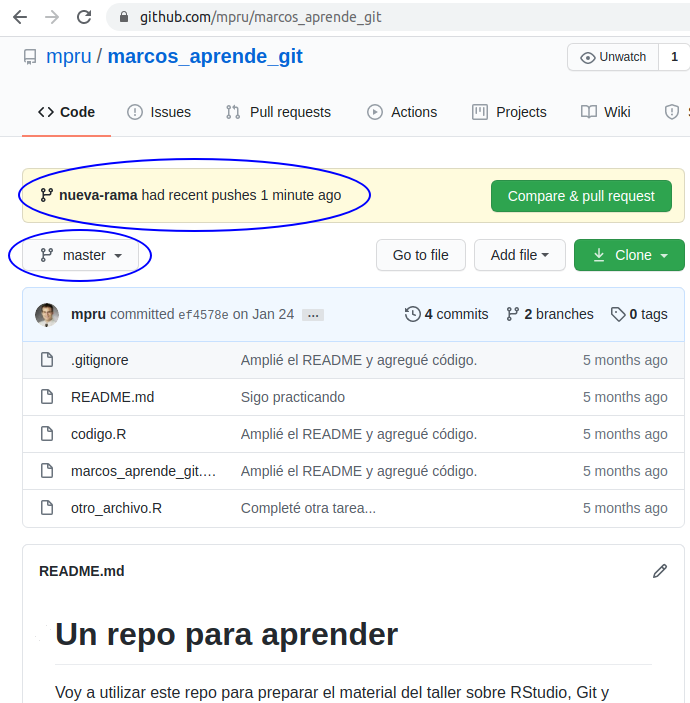 github.com/mpru/marcos_aprende_git
mpru / marcos_aprende_git
Unwatch 1
Code Issues Pull requests Actions Projects Wiki
nueva-rama had recent pushes 1 minute ago Compare & pull request
master Go to file Add file Clone
mpru committed ef4578e on Jan 24 ... 4 commits 2 branches 0 tags
.gitignore Amplié el README y agregué código. 5 months ago
README.md Sigo practicando 5 months ago
codigo.R Amplié el README y agregué código. 5 months ago
marcos_aprende_git.... Amplié el README y agregué código. 5 months ago
otro_archivo.R Completé otra tarea... 5 months ago
README.md
Un repo para aprender
Voy a utilizar este repo para preparar el material del taller sobre RStudio, Git y